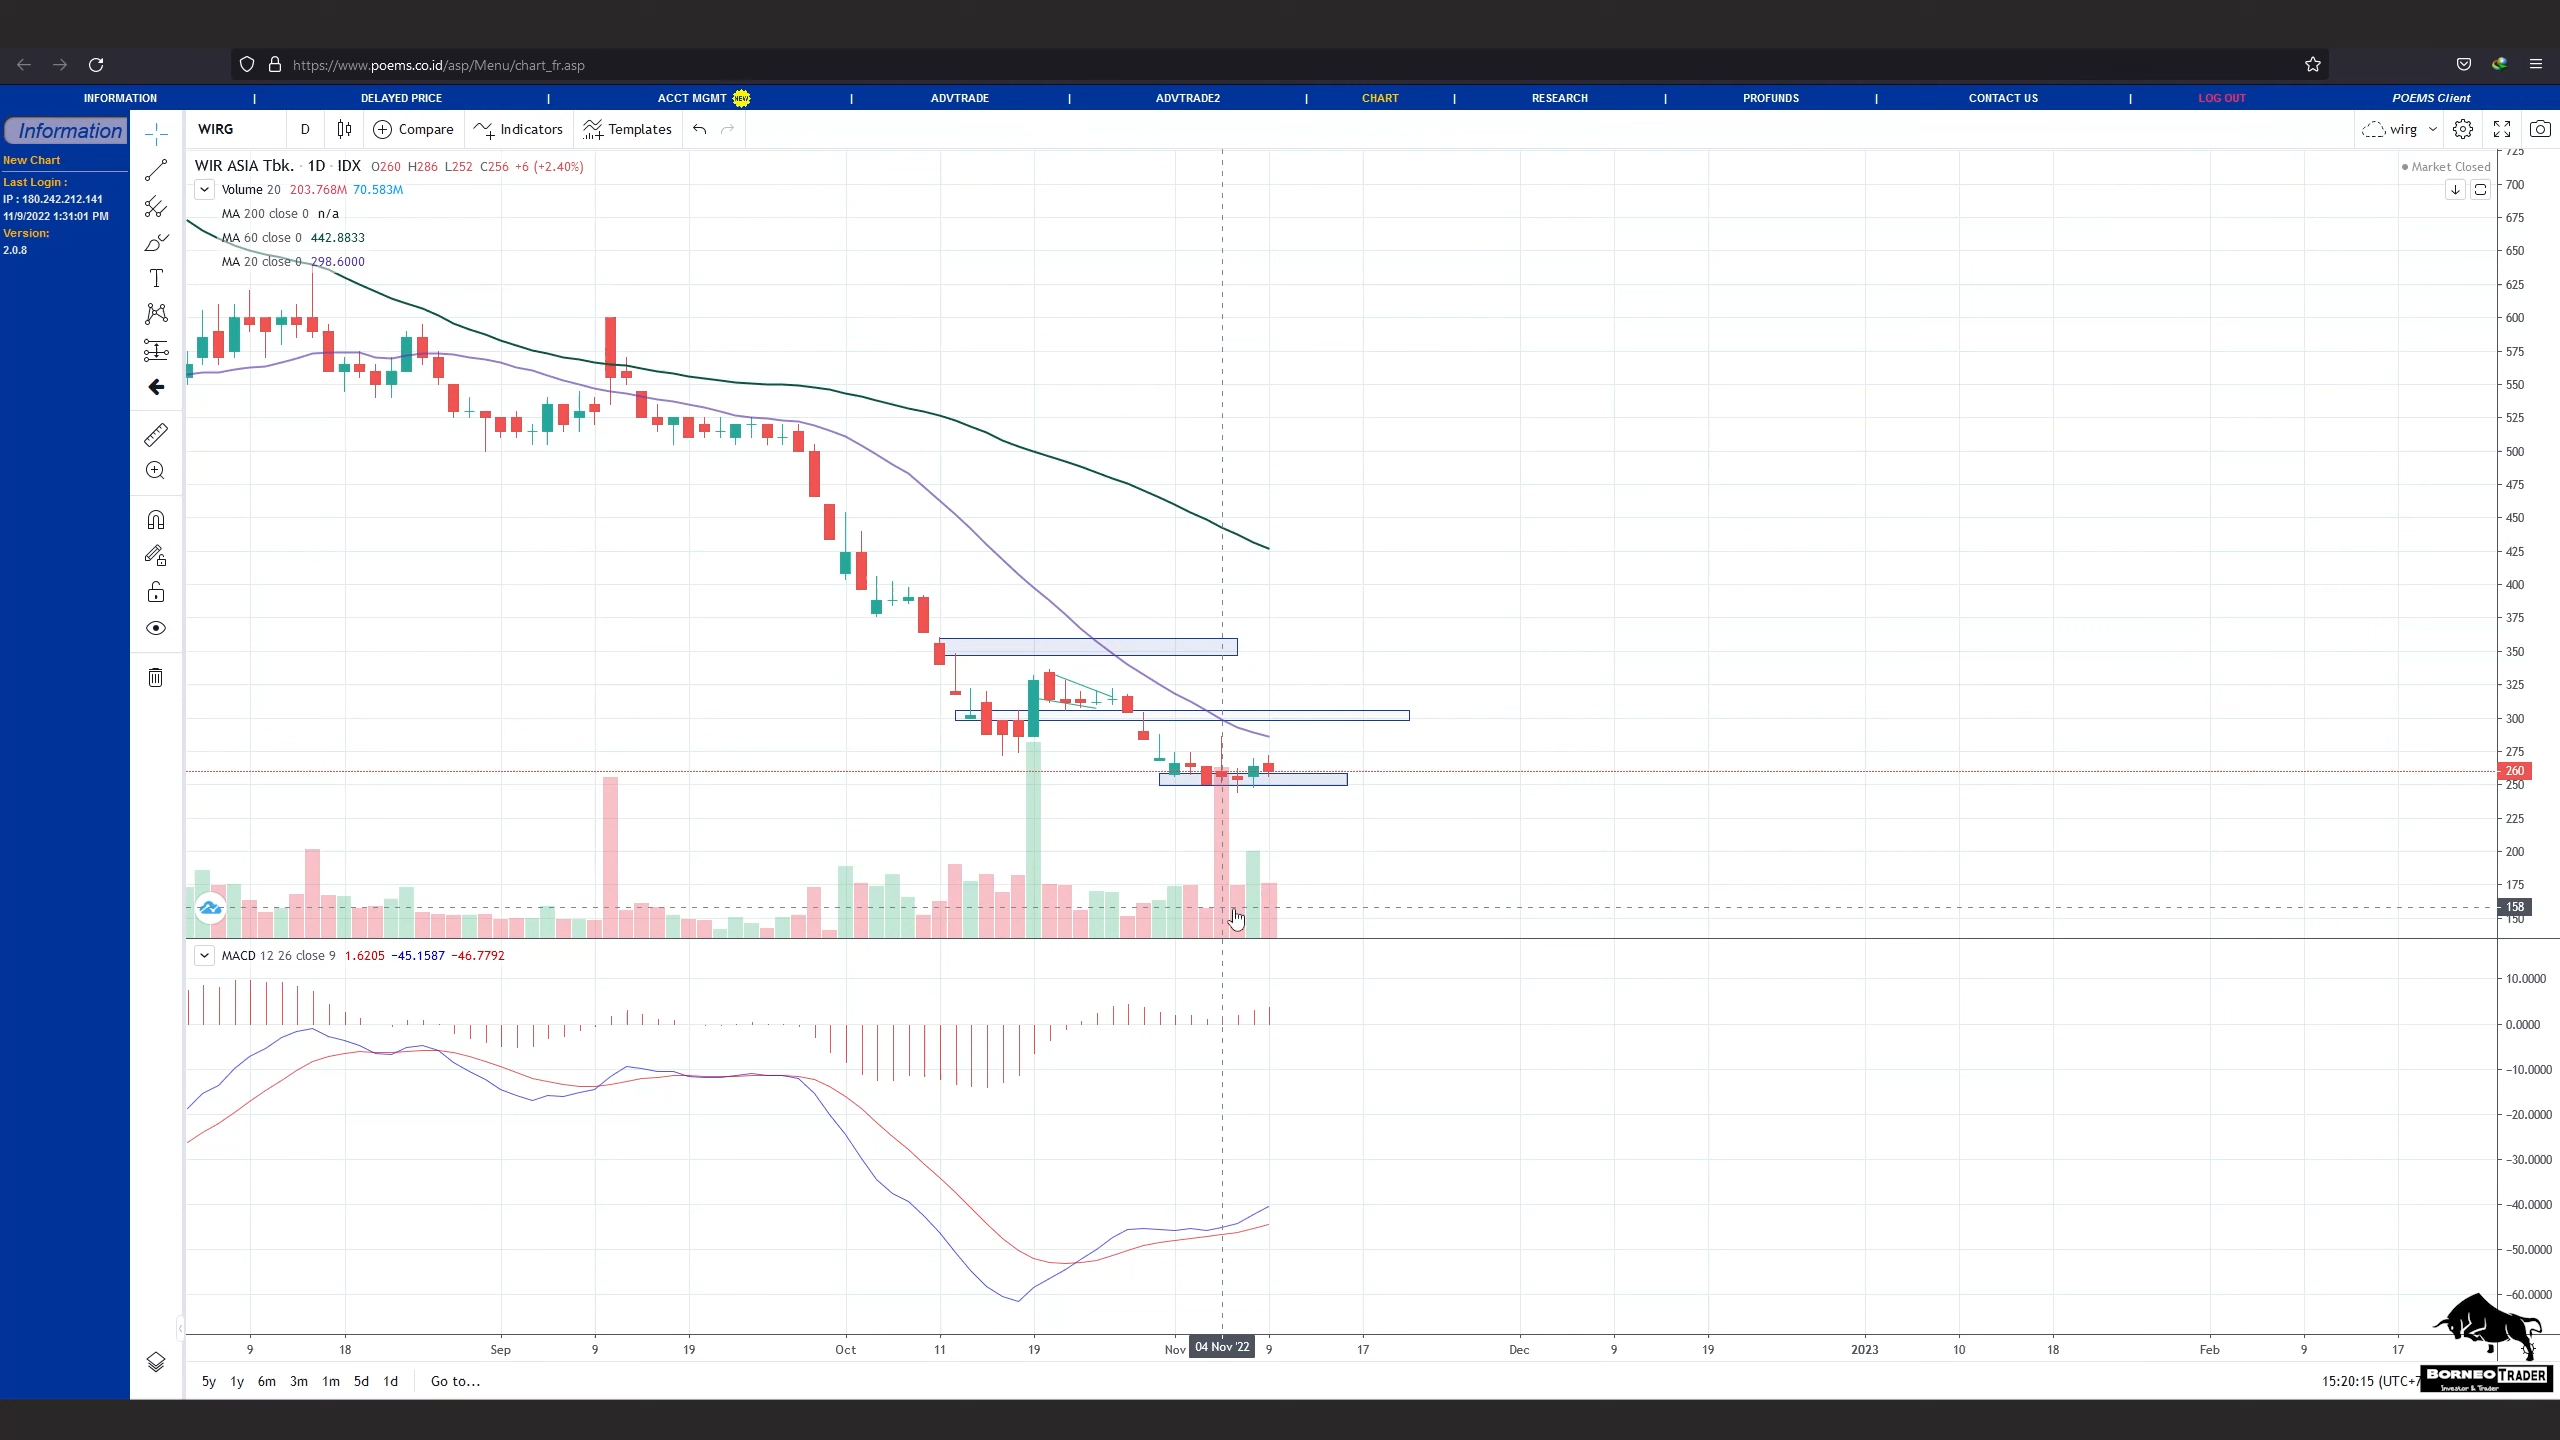 https://www.poems.co.id/asp/Menu/chart_fr.asp
INFORMATION | DELAYED PRICE | ACCT MGMT NEW | ADVTRADE | ADVTRADE2 | CHART | RESEARCH | PROFUNDS | CONTACT US | LOG OUT POEMS Client
Information
New Chart
Last Login :
IP : 180.242.212.141
11/9/2022 1:31:01 PM
Version:
2.0.8
WIRG D Compare Indicators Templates wirg
WIR ASIA Tbk. · 1D · IDX O260 H286 L252 C256 +6 (+2.40%)
Market Closed
Volume 20 203.768M 70.583M
MA 200 close 0 n/a
MA 60 close 0 442.8833
MA 20 close 0 298.6000
725
700
675
650
625
600
575
550
525
500
475
450
425
400
375
350
325
300
275
260
250
225
200
175
158
150
MACD 12 26 close 9 1.6205 −45.1587 −46.7792
10.0000
0.0000
−10.0000
−20.0000
−30.0000
−40.0000
−50.0000
−60.0000
9 18 Sep 9 19 Oct 11 19 Nov 04 Nov '22 9 17 Dec 9 19 2023 10 18 Feb 9 17
5y 1y 6m 3m 1m 5d 1d Go to...
15:20:15 (UTC+7
BORNEO TRADER
Investor & Trader